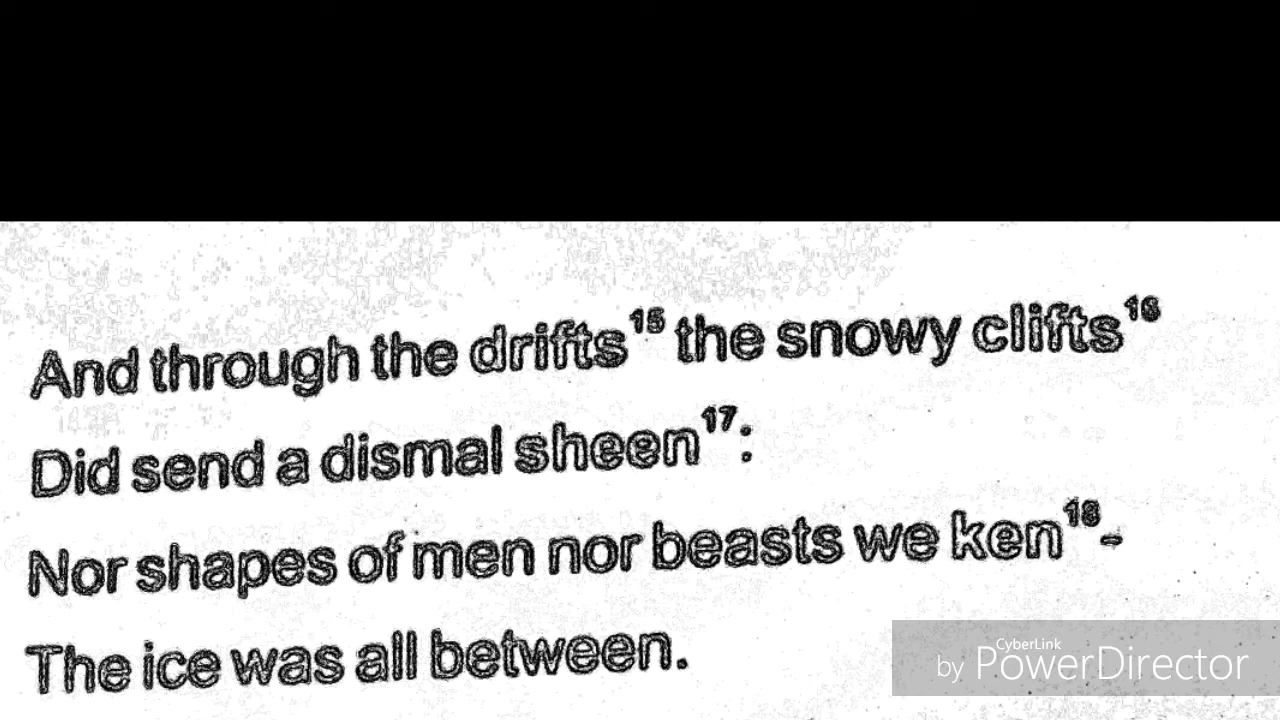 And through the drifts¹⁵ the snowy clifts¹⁶
Did send a dismal sheen¹⁷:
Nor shapes of men nor beasts we ken¹⁸-
The ice was all between.
CyberLink
by PowerDirector